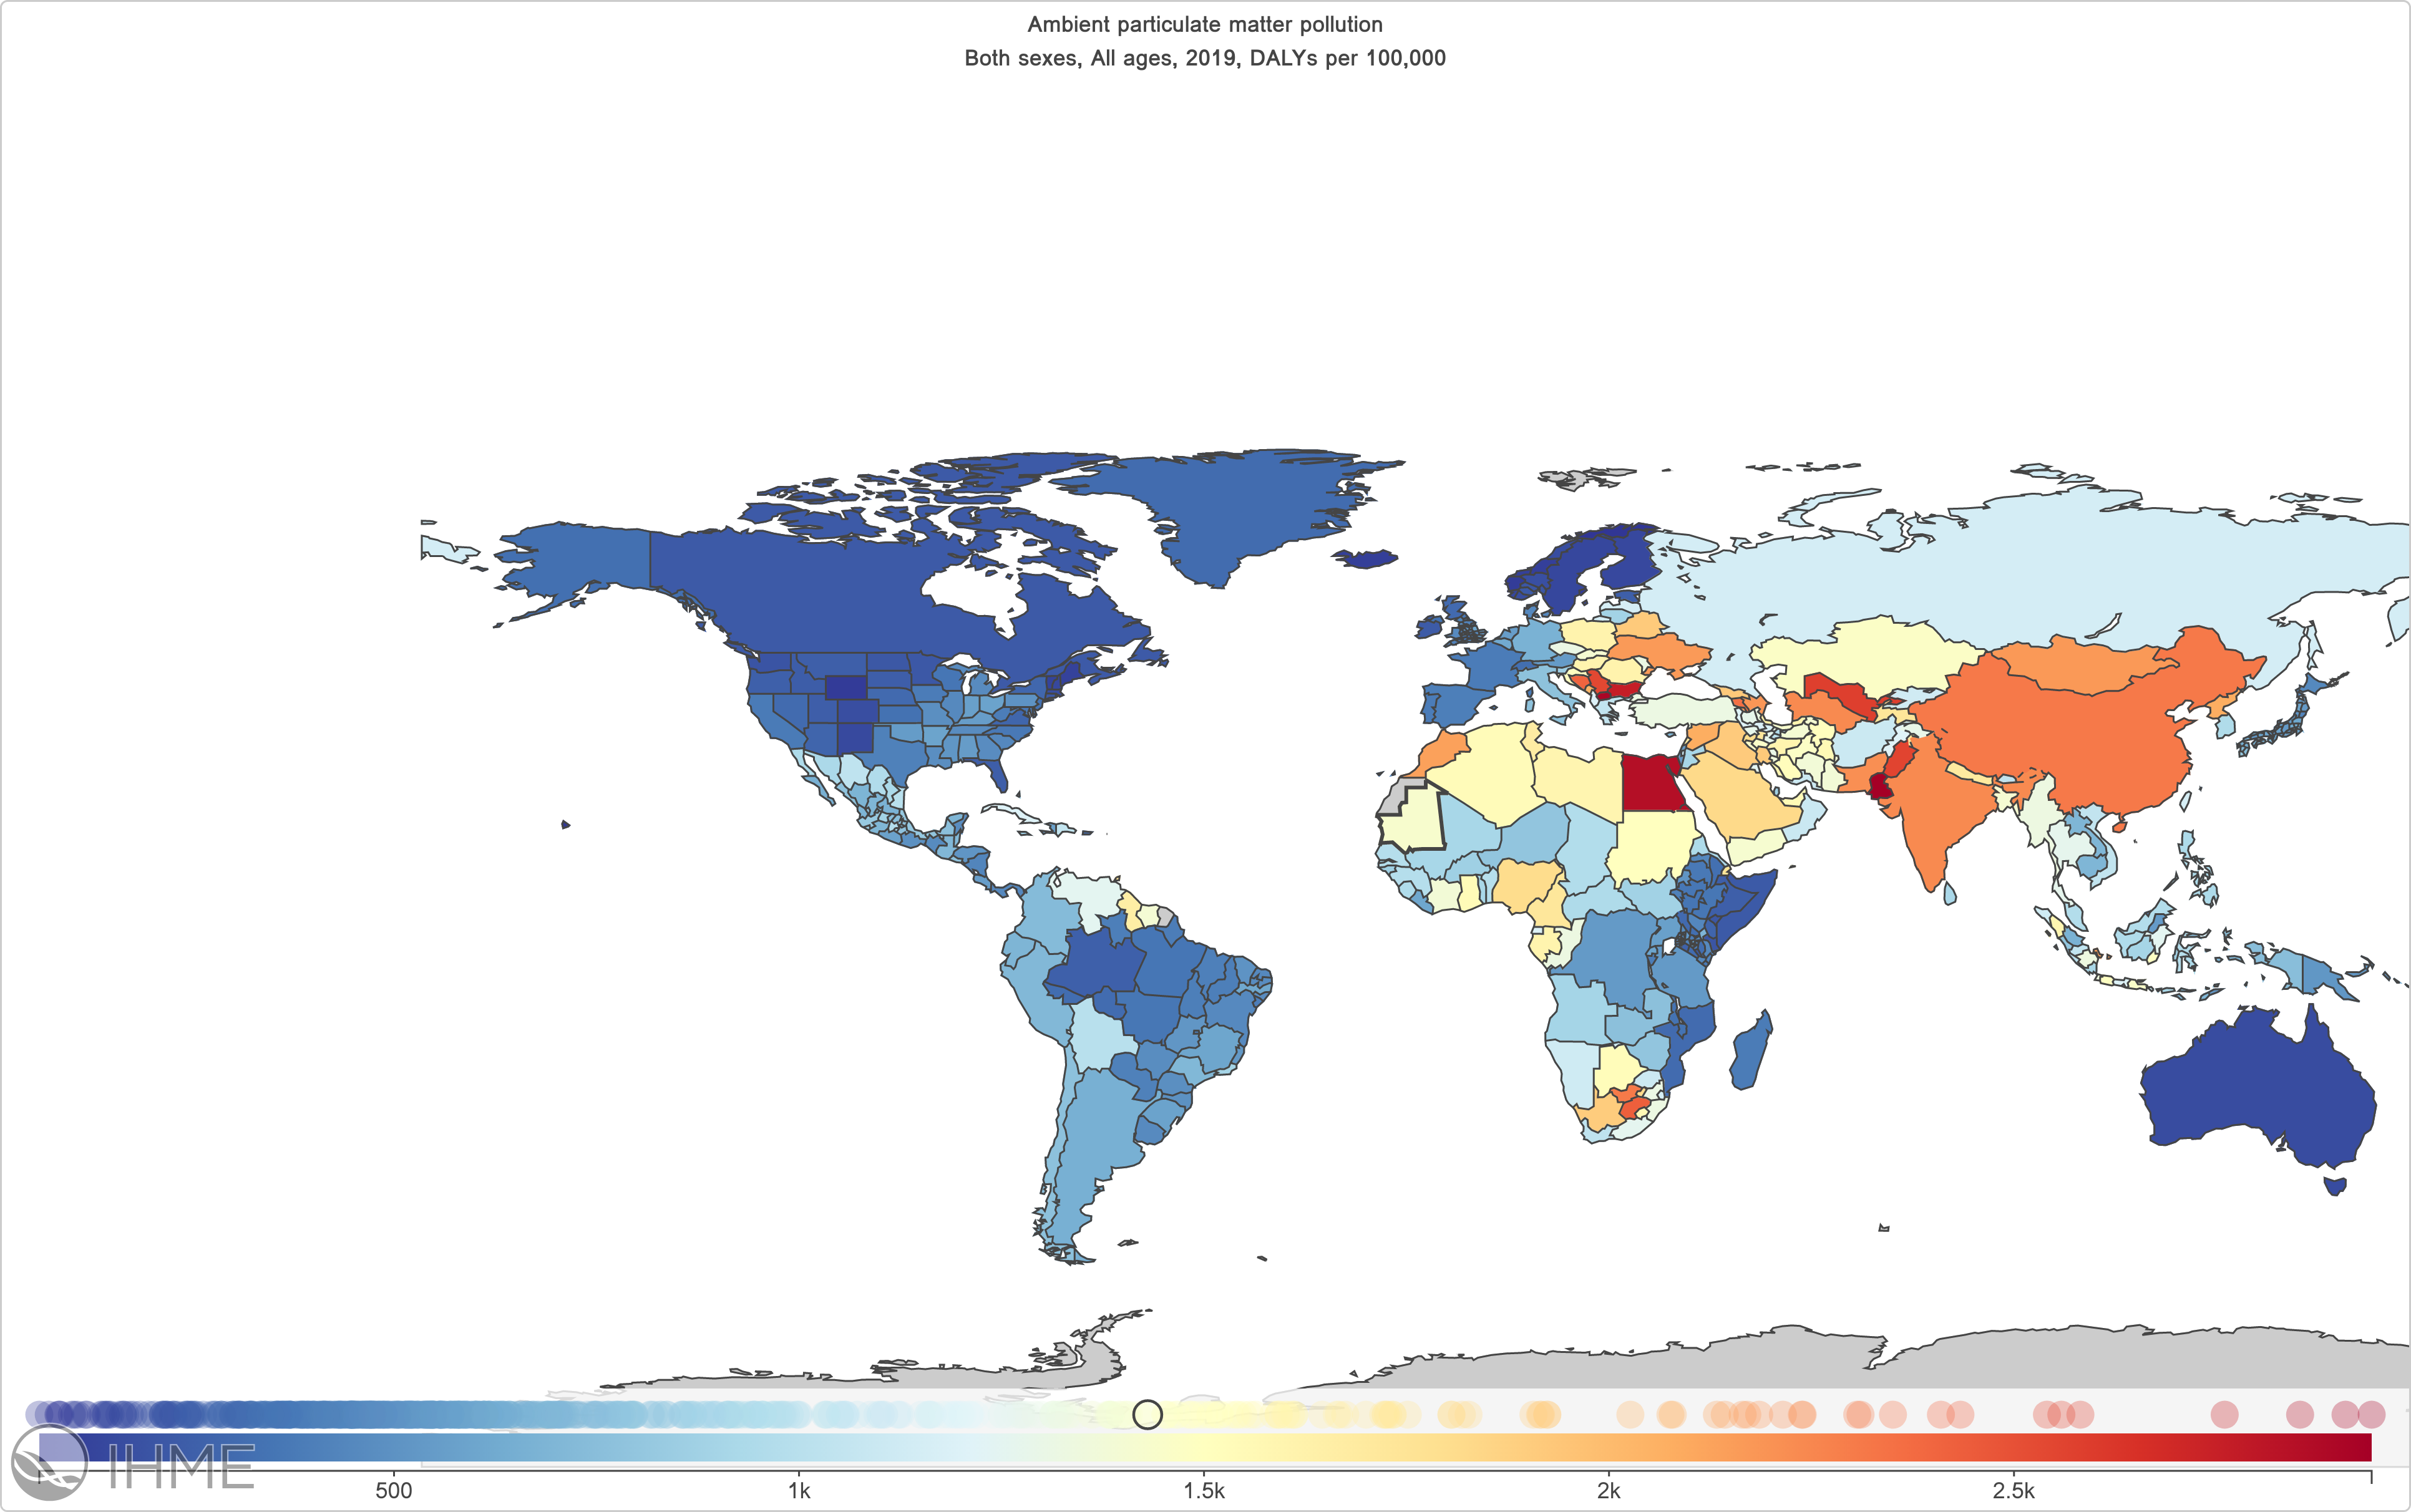 Ambient particulate matter pollution
Both sexes, All ages, 2019, DALYs per 100,000
IHME
500 1k 1.5k 2k 2.5k